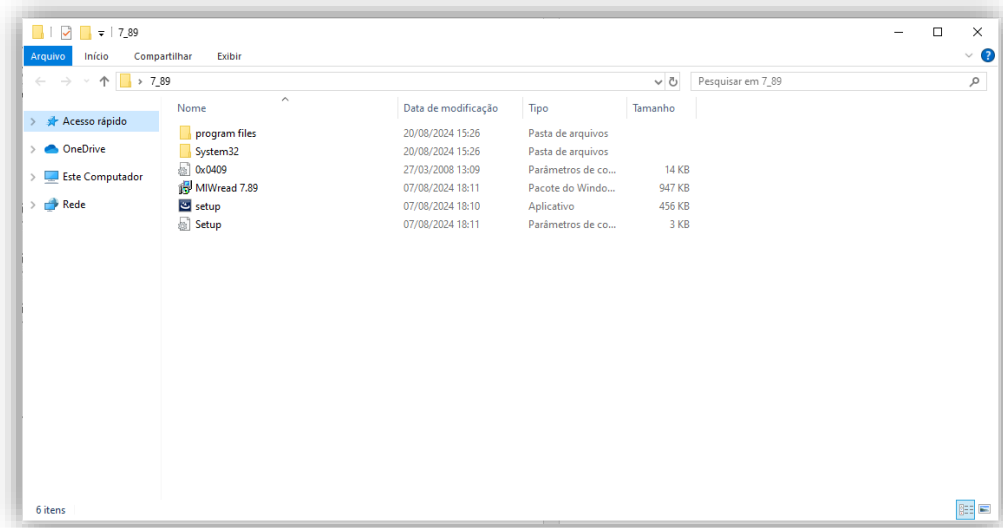 7_89
Arquivo Início Compartilhar Exibir
7_89 Pesquisar em 7_89
Nome Data de modificação Tipo Tamanho
Acesso rápido
OneDrive
Este Computador
Rede
program files 20/08/2024 15:26 Pasta de arquivos
System32 20/08/2024 15:26 Pasta de arquivos
0x0409 27/03/2008 13:09 Parâmetros de co... 14 KB
MIWread 7.89 07/08/2024 18:11 Pacote do Windo... 947 KB
setup 07/08/2024 18:10 Aplicativo 456 KB
Setup 07/08/2024 18:11 Parâmetros de co... 3 KB
6 itens